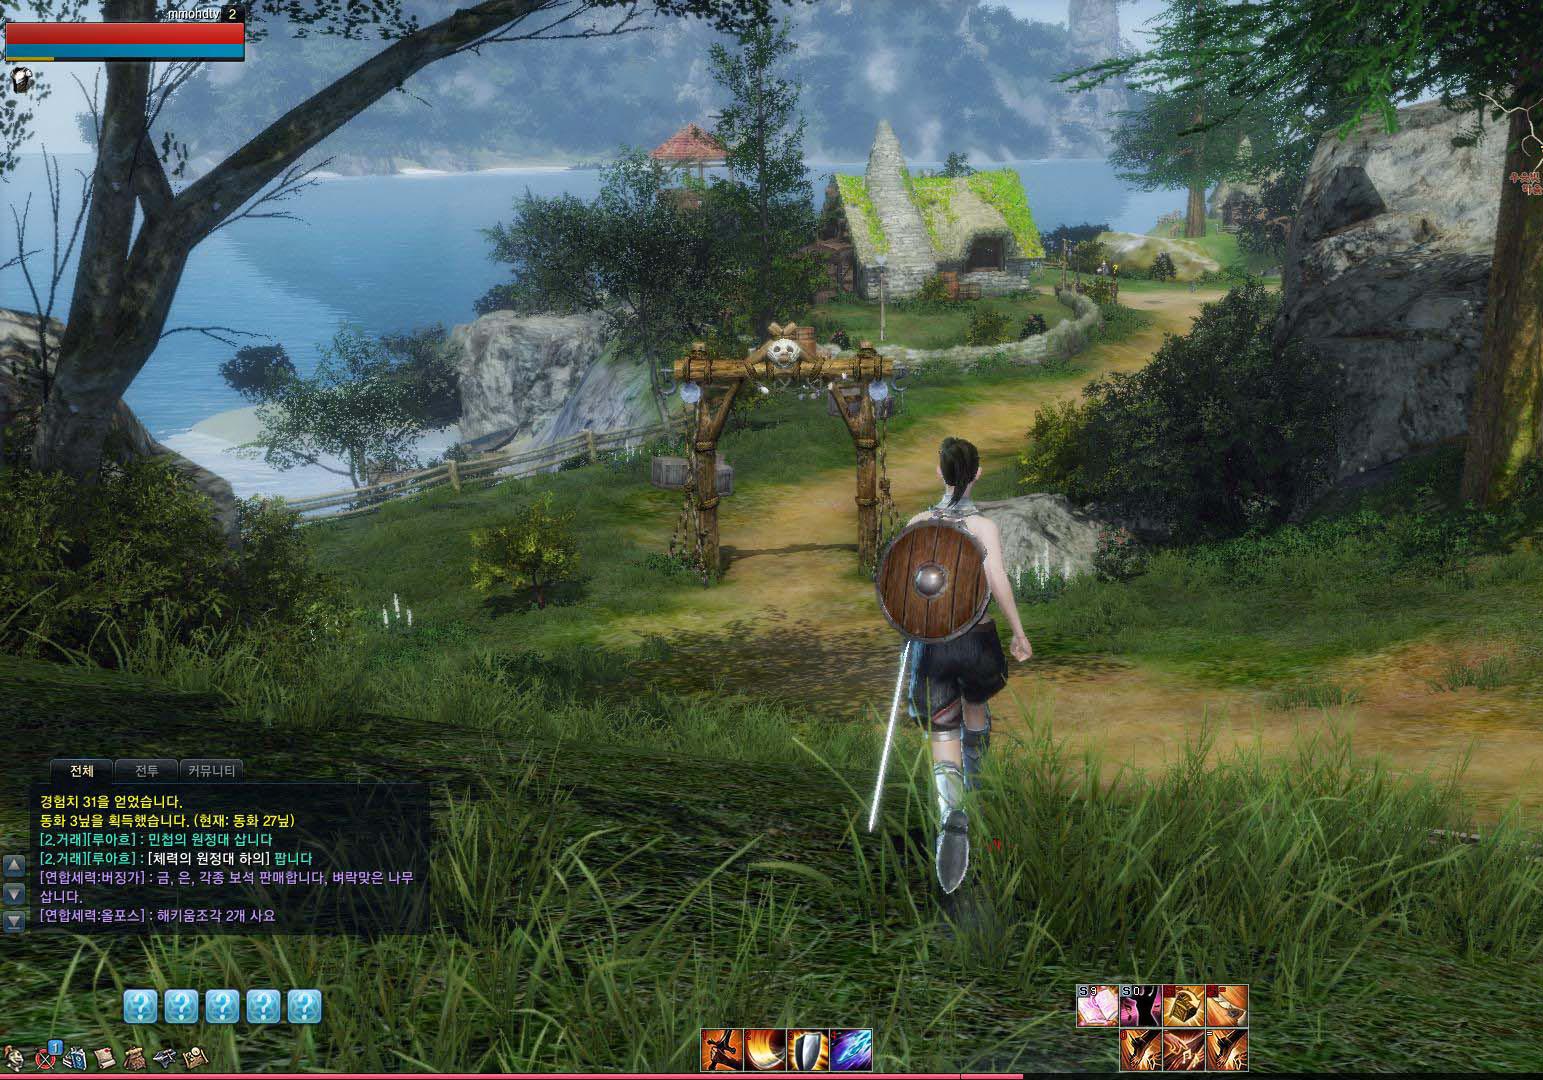 mmohdtv 2
전체 전투 커뮤니티
경험치 31을 얻었습니다.
동화 3닢을 획득했습니다. (현재: 동화 27닢)
[2.거래][루아흐] : 민첩의 원정대 삽니다
[2.거래][루아흐] : [체력의 원정대 하의] 팝니다
[연합세력:버징가] : 금, 은, 각종 보석 판매합니다, 벼락맞은 나무
삽니다.
[연합세력:올포스] : 해키움조각 2개 사요
S9 S0
1